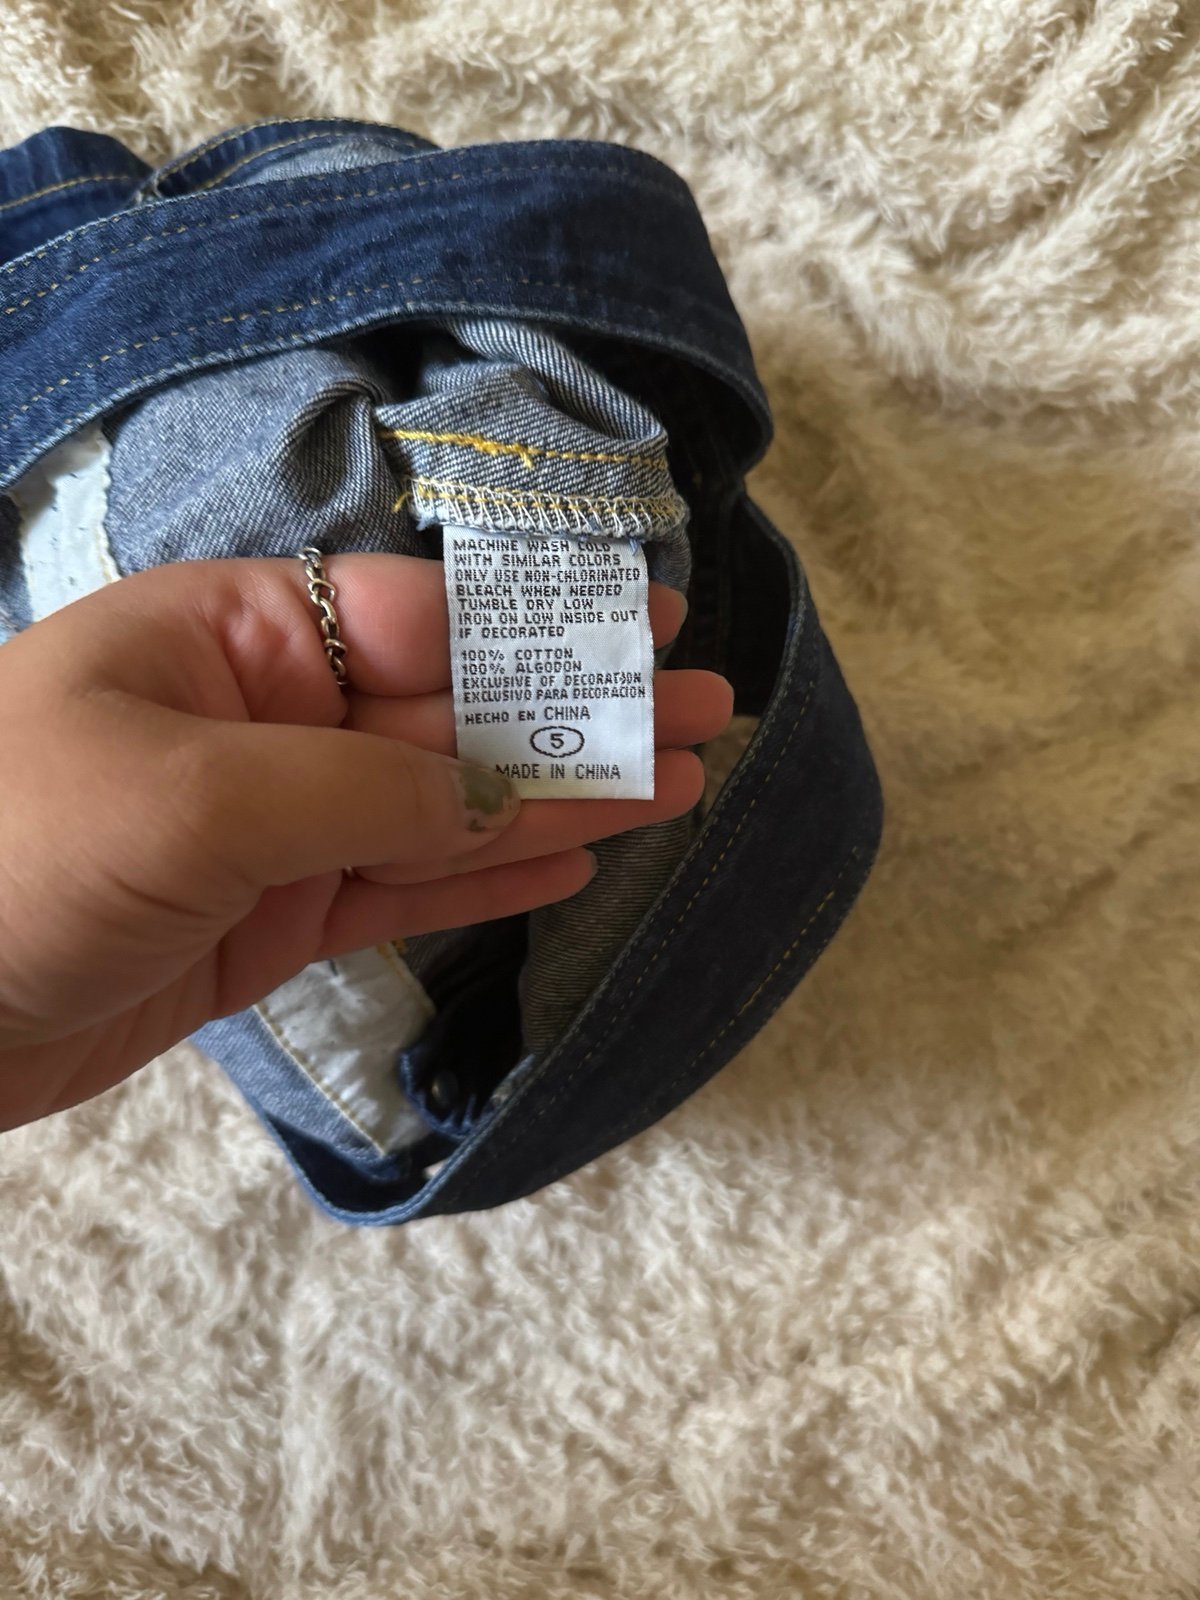 MACHINE WASH COLD
WITH SIMILAR COLORS
ONLY USE NON-CHLORINATED
BLEACH WHEN NEEDED
TUMBLE DRY LOW
IRON ON LOW INSIDE OUT
IF DECORATED
100% COTTON
100% ALGODON
EXCLUSIVE OF DECORATION
EXCLUSIVO PARA DECORACION
HECHO EN CHINA
5
MADE IN CHINA